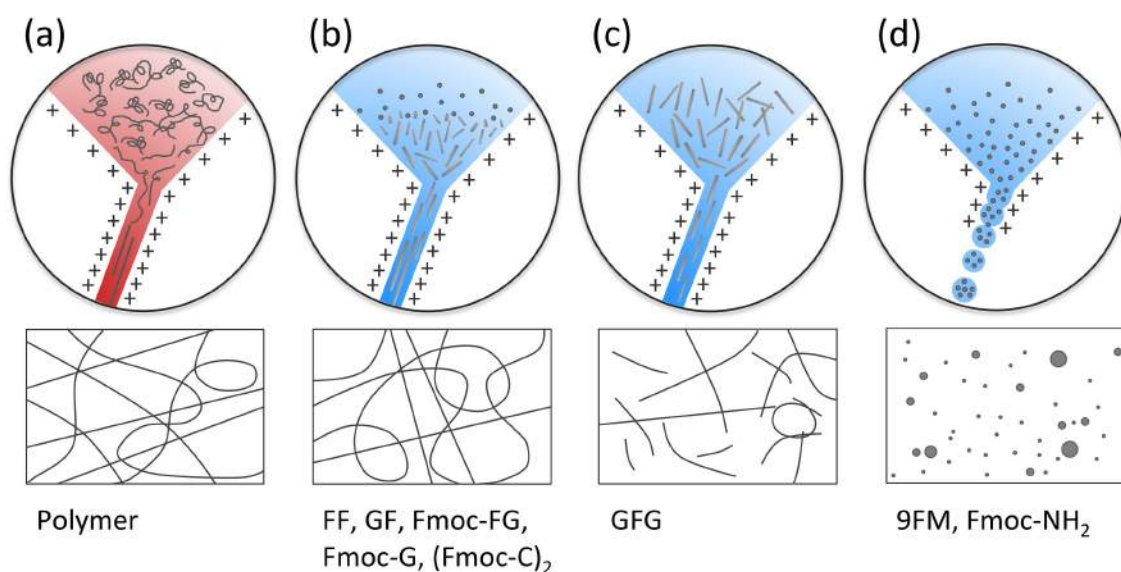 (a)
(b)
(c)
(d)
Polymer
FF, GF, Fmoc-FG,
Fmoc-G, (Fmoc-C)₂
GFG
9FM, Fmoc-NH₂